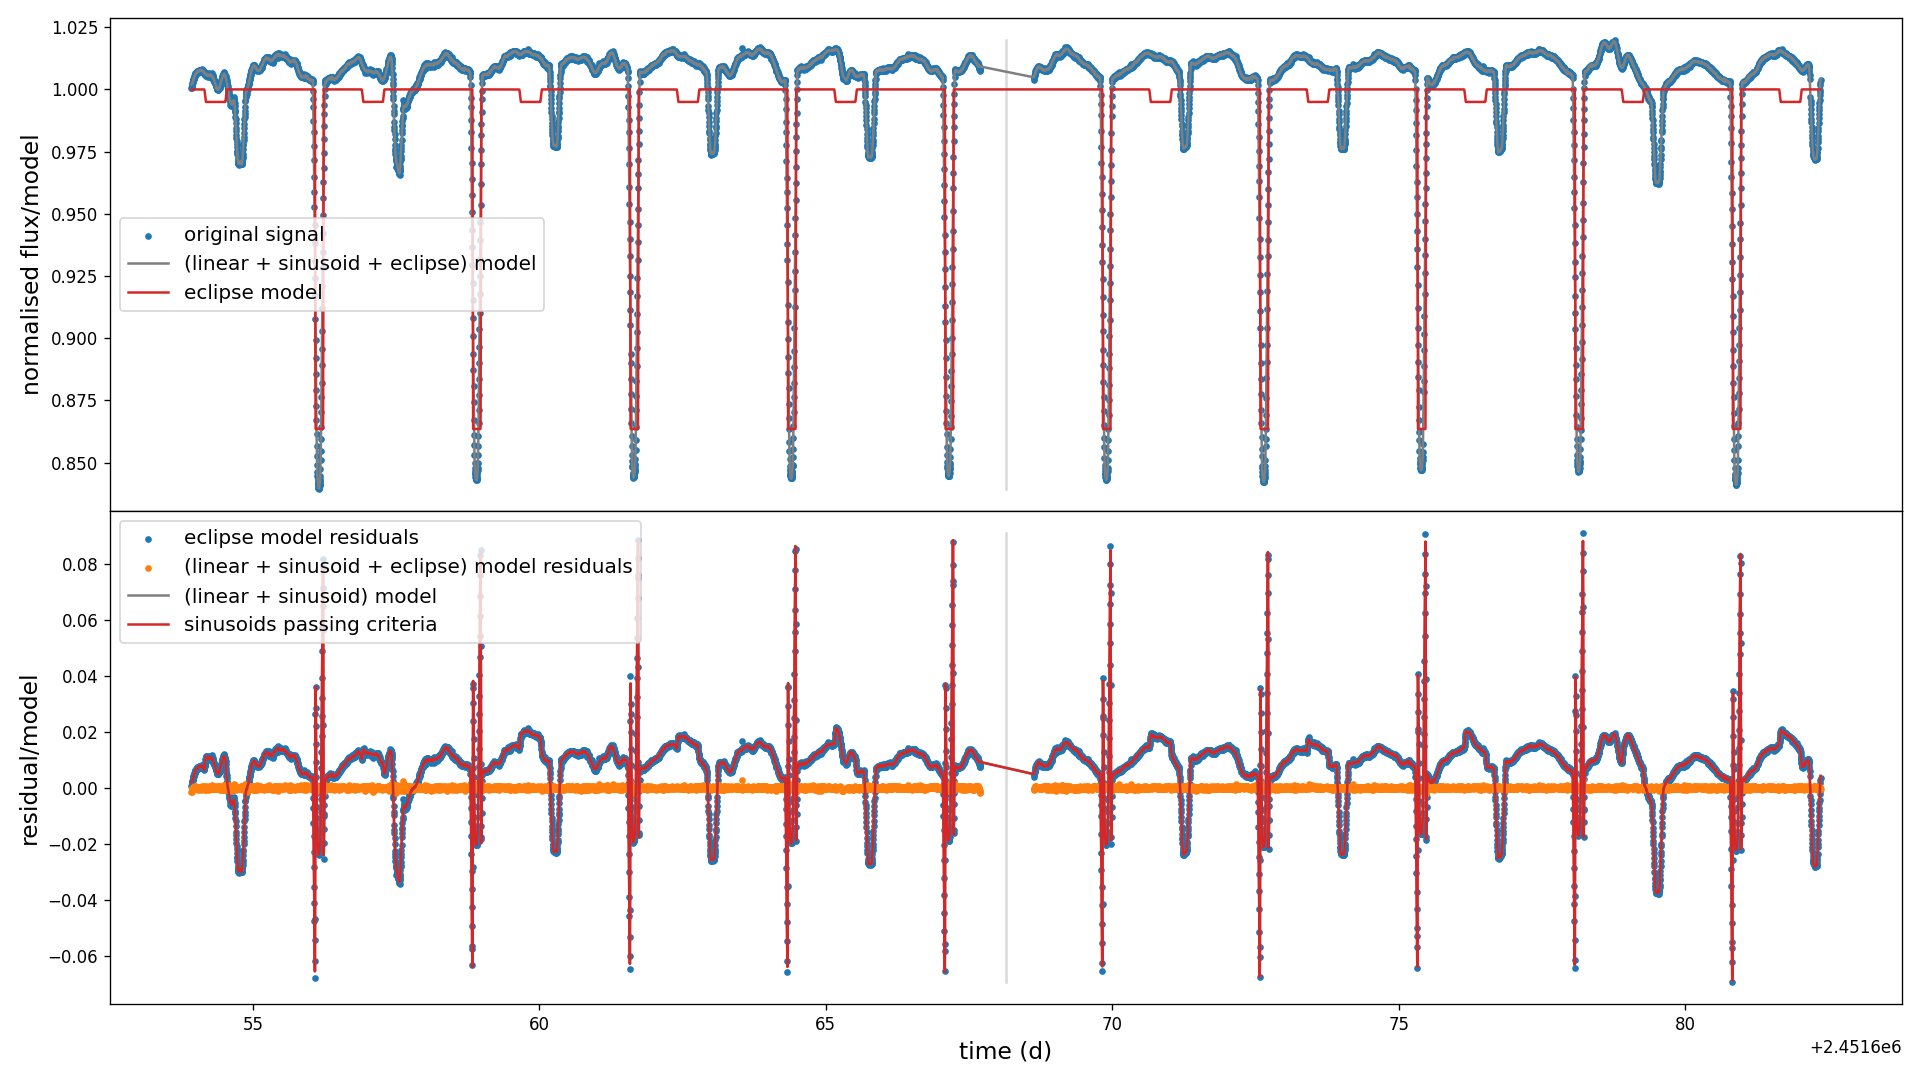 1.025
1.000
0.975
0.950
0.925
0.900
0.875
0.850
normalised flux/model
original signal
(linear + sinusoid + eclipse) model
eclipse model
0.08
0.06
0.04
0.02
0.00
−0.02
−0.04
−0.06
residual/model
eclipse model residuals
(linear + sinusoid + eclipse) model residuals
(linear + sinusoid) model
sinusoids passing criteria
55
60
65
70
75
80
time (d)
+2.4516e6